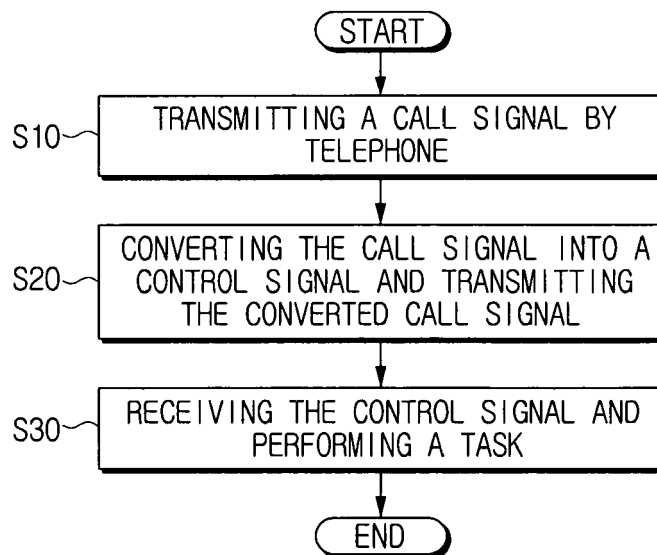 START
S10
TRANSMITTING A CALL SIGNAL BY
TELEPHONE
S20
CONVERTING THE CALL SIGNAL INTO A
CONTROL SIGNAL AND TRANSMITTING
THE CONVERTED CALL SIGNAL
S30
RECEIVING THE CONTROL SIGNAL AND
PERFORMING A TASK
END